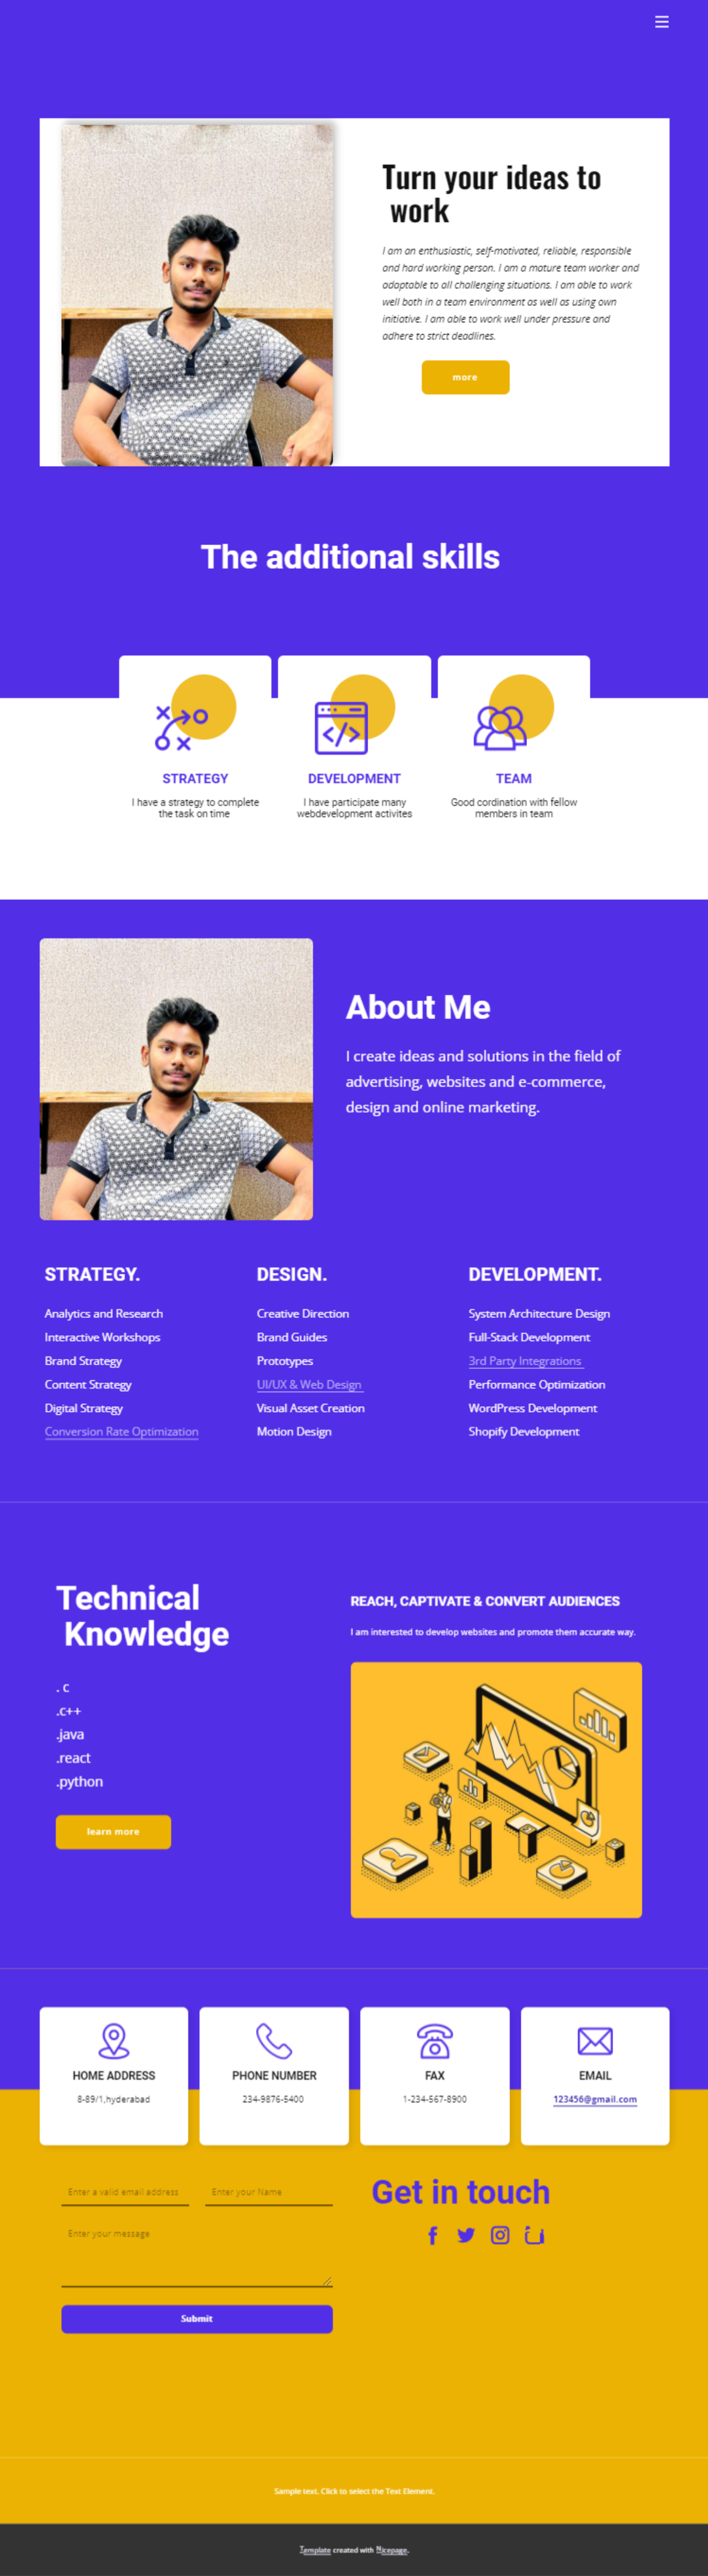 Turn your ideas to
work
I am an enthusiastic, self-motivated, reliable, responsible
and hard working person. I am a mature team worker and
adaptable to all challenging situations. I am able to work
well both in a team environment as well as using own
initiative. I am able to work well under pressure and
adhere to strict deadlines.
more
The additional skills
STRATEGY
I have a strategy to complete
the task on time
DEVELOPMENT
I have participate many
webdevelopment activites
TEAM
Good cordination with fellow
members in team
About Me
I create ideas and solutions in the field of
advertising, websites and e-commerce,
design and online marketing.
STRATEGY.
Analytics and Research
Interactive Workshops
Brand Strategy
Content Strategy
Digital Strategy
Conversion Rate Optimization
DESIGN.
Creative Direction
Brand Guides
Prototypes
UI/UX & Web Design
Visual Asset Creation
Motion Design
DEVELOPMENT.
System Architecture Design
Full-Stack Development
3rd Party Integrations
Performance Optimization
WordPress Development
Shopify Development
Technical
Knowledge
. c
.c++
.java
.react
.python
learn more
REACH, CAPTIVATE & CONVERT AUDIENCES
I am interested to develop websites and promote them accurate way.
HOME ADDRESS
8-89/1,hyderabad
PHONE NUMBER
234-9876-5400
FAX
1-234-567-8900
EMAIL
123456@gmail.com
Enter a valid email address
Enter your Name
Enter your message
Submit
Get in touch
Sample text. Click to select the Text Element.
Template created with Nicepage.